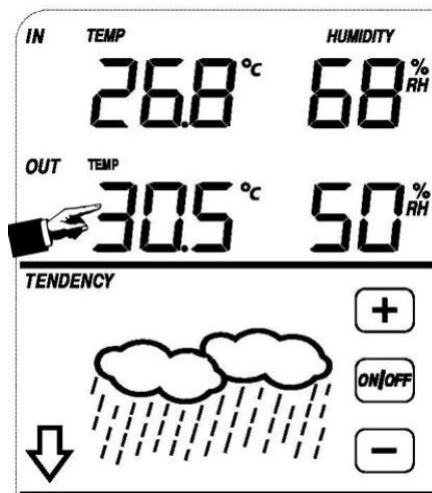 IN TEMP HUMIDITY
26.8 °C 68 % RH
OUT TEMP
30.5 °C 50 % RH
TENDENCY
+
ON/OFF
−